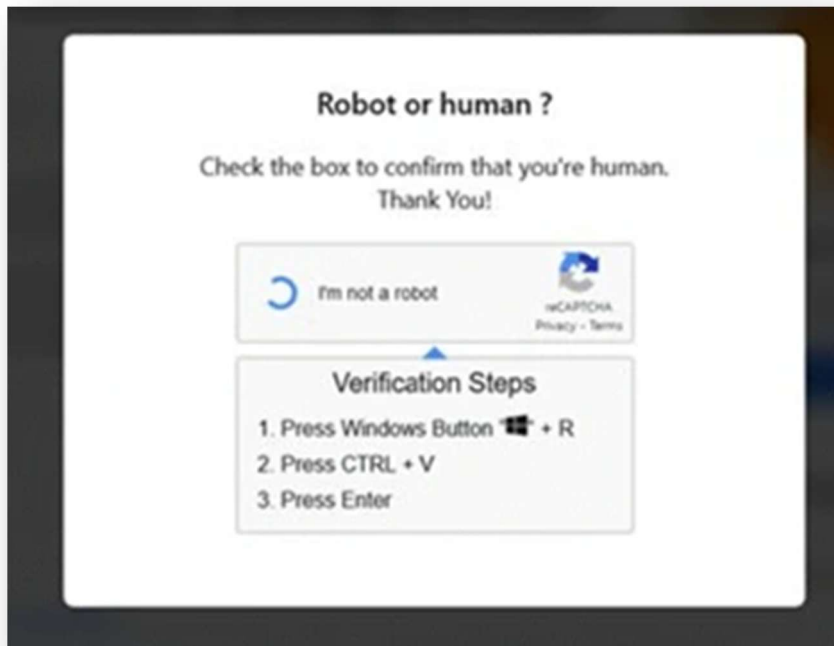 Robot or human ?
Check the box to confirm that you're human.
Thank You!
I'm not a robot
reCAPTCHA
Privacy - Terms
Verification Steps
1. Press Windows Button + R
2. Press CTRL + V
3. Press Enter